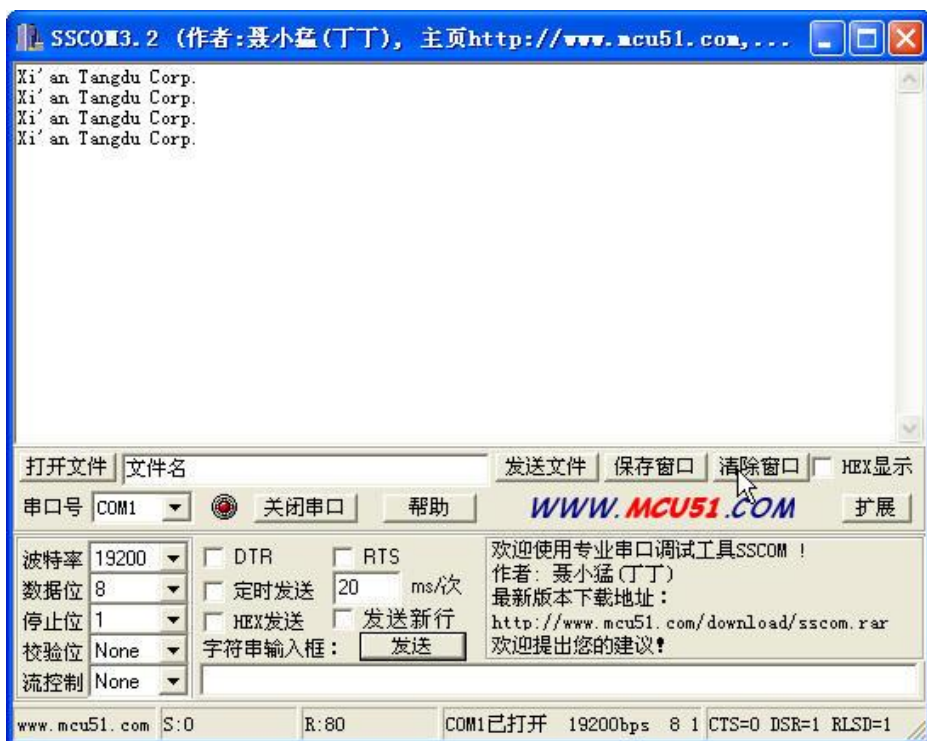 SSCOM3.2 (作者:聂小猛(丁丁), 主页http://www.mcu51.com,...
Xi'an Tangdu Corp.
Xi'an Tangdu Corp.
Xi'an Tangdu Corp.
Xi'an Tangdu Corp.
打开文件 文件名 发送文件 保存窗口 清除窗口 HEX显示
串口号 COM1 关闭串口 帮助 WWW.MCU51.COM 扩展
波特率 19200 DTR RTS
数据位 8 定时发送 20 ms/次
停止位 1 HEX发送 发送新行
校验位 None 字符串输入框: 发送
流控制 None
欢迎使用专业串口调试工具SSCOM !
作者: 聂小猛(丁丁)
最新版本下载地址:
http://www.mcu51.com/download/sscom.rar
欢迎提出您的建议!
www.mcu51.com S:0 R:80 COM1已打开 19200bps 8 1 CTS=0 DSR=1 RLSD=1